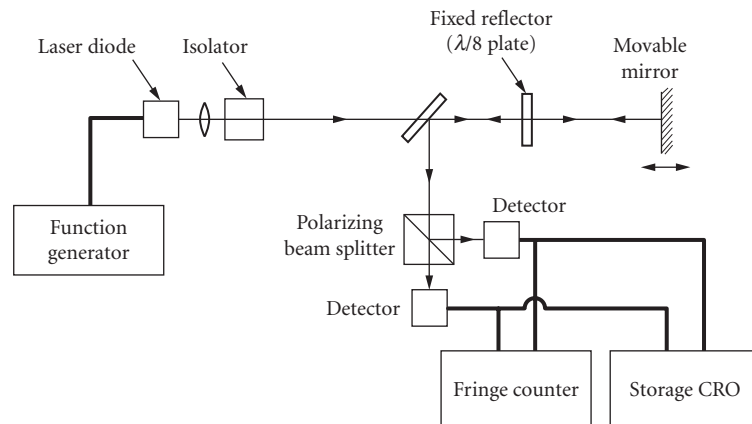 Laser diode
Isolator
Fixed reflector
(λ/8 plate)
Movable
mirror
Function
generator
Polarizing
beam splitter
Detector
Detector
Fringe counter
Storage CRO